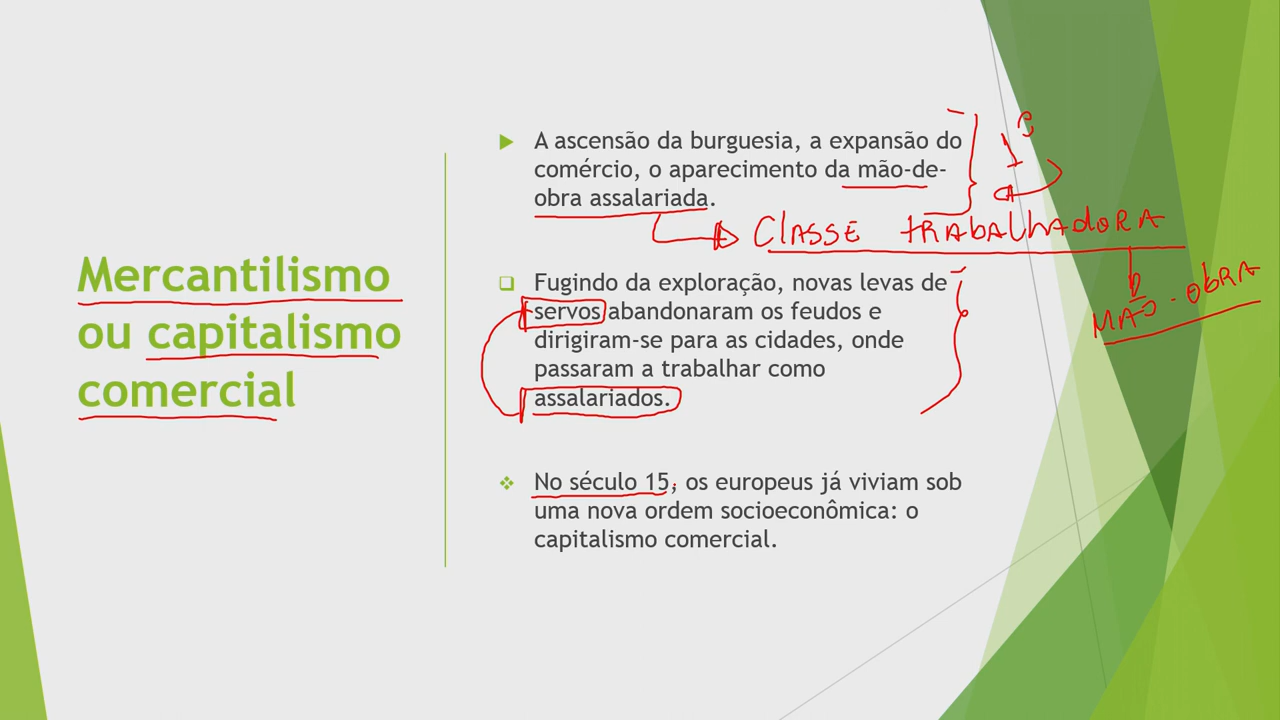 Mercantilismo
ou capitalismo
comercial
A ascensão da burguesia, a expansão do
comércio, o aparecimento da mão-de-
obra assalariada.
CLASSE TRABALHADORA
MÃO-OBRA
Fugindo da exploração, novas levas de
servos abandonaram os feudos e
dirigiram-se para as cidades, onde
passaram a trabalhar como
assalariados.
No século 15, os europeus já viviam sob
uma nova ordem socioeconômica: o
capitalismo comercial.